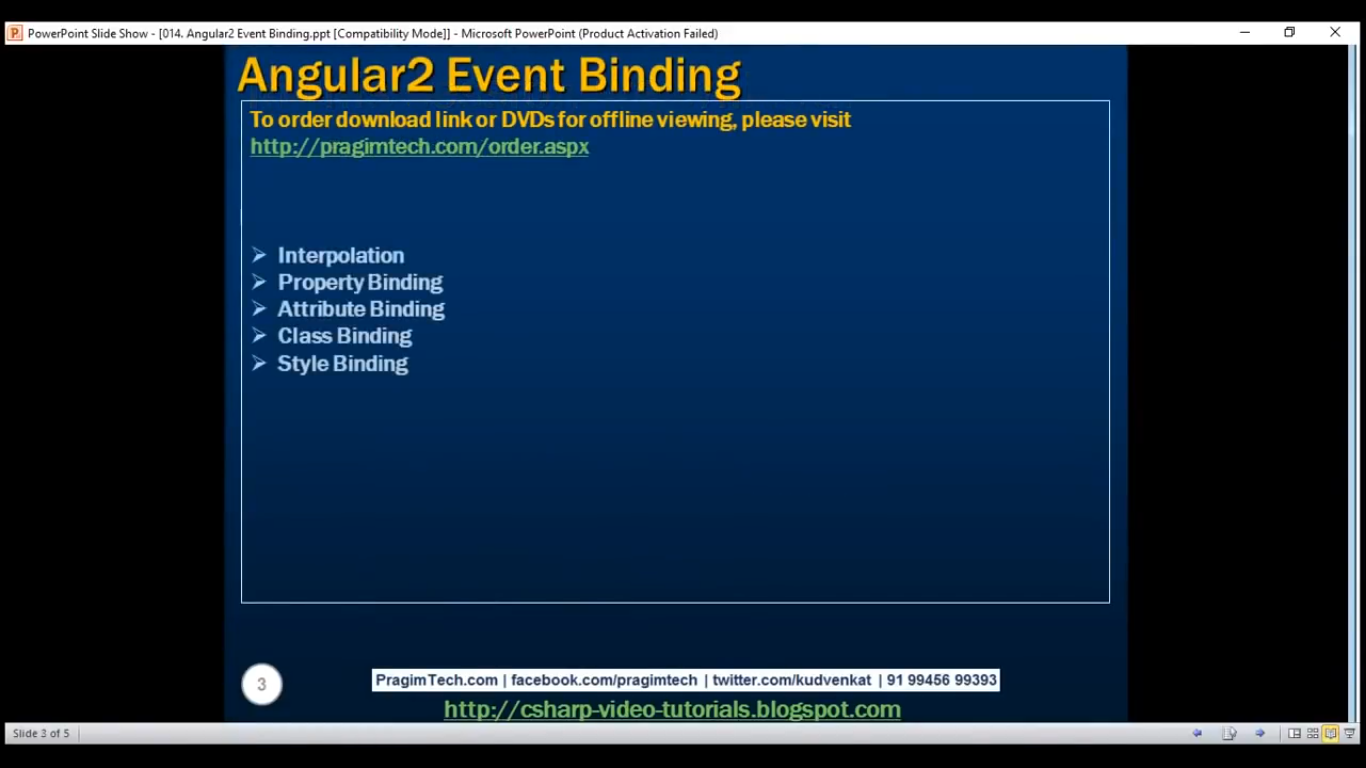 PowerPoint Slide Show - [014. Angular2 Event Binding.ppt [Compatibility Mode]] - Microsoft PowerPoint (Product Activation Failed)
Angular2 Event Binding
To order download link or DVDs for offline viewing, please visit
http://pragimtech.com/order.aspx
Interpolation
Property Binding
Attribute Binding
Class Binding
Style Binding
3
PragimTech.com | facebook.com/pragimtech | twitter.com/kudvenkat | 91 99456 99393
http://csharp-video-tutorials.blogspot.com
Slide 3 of 5